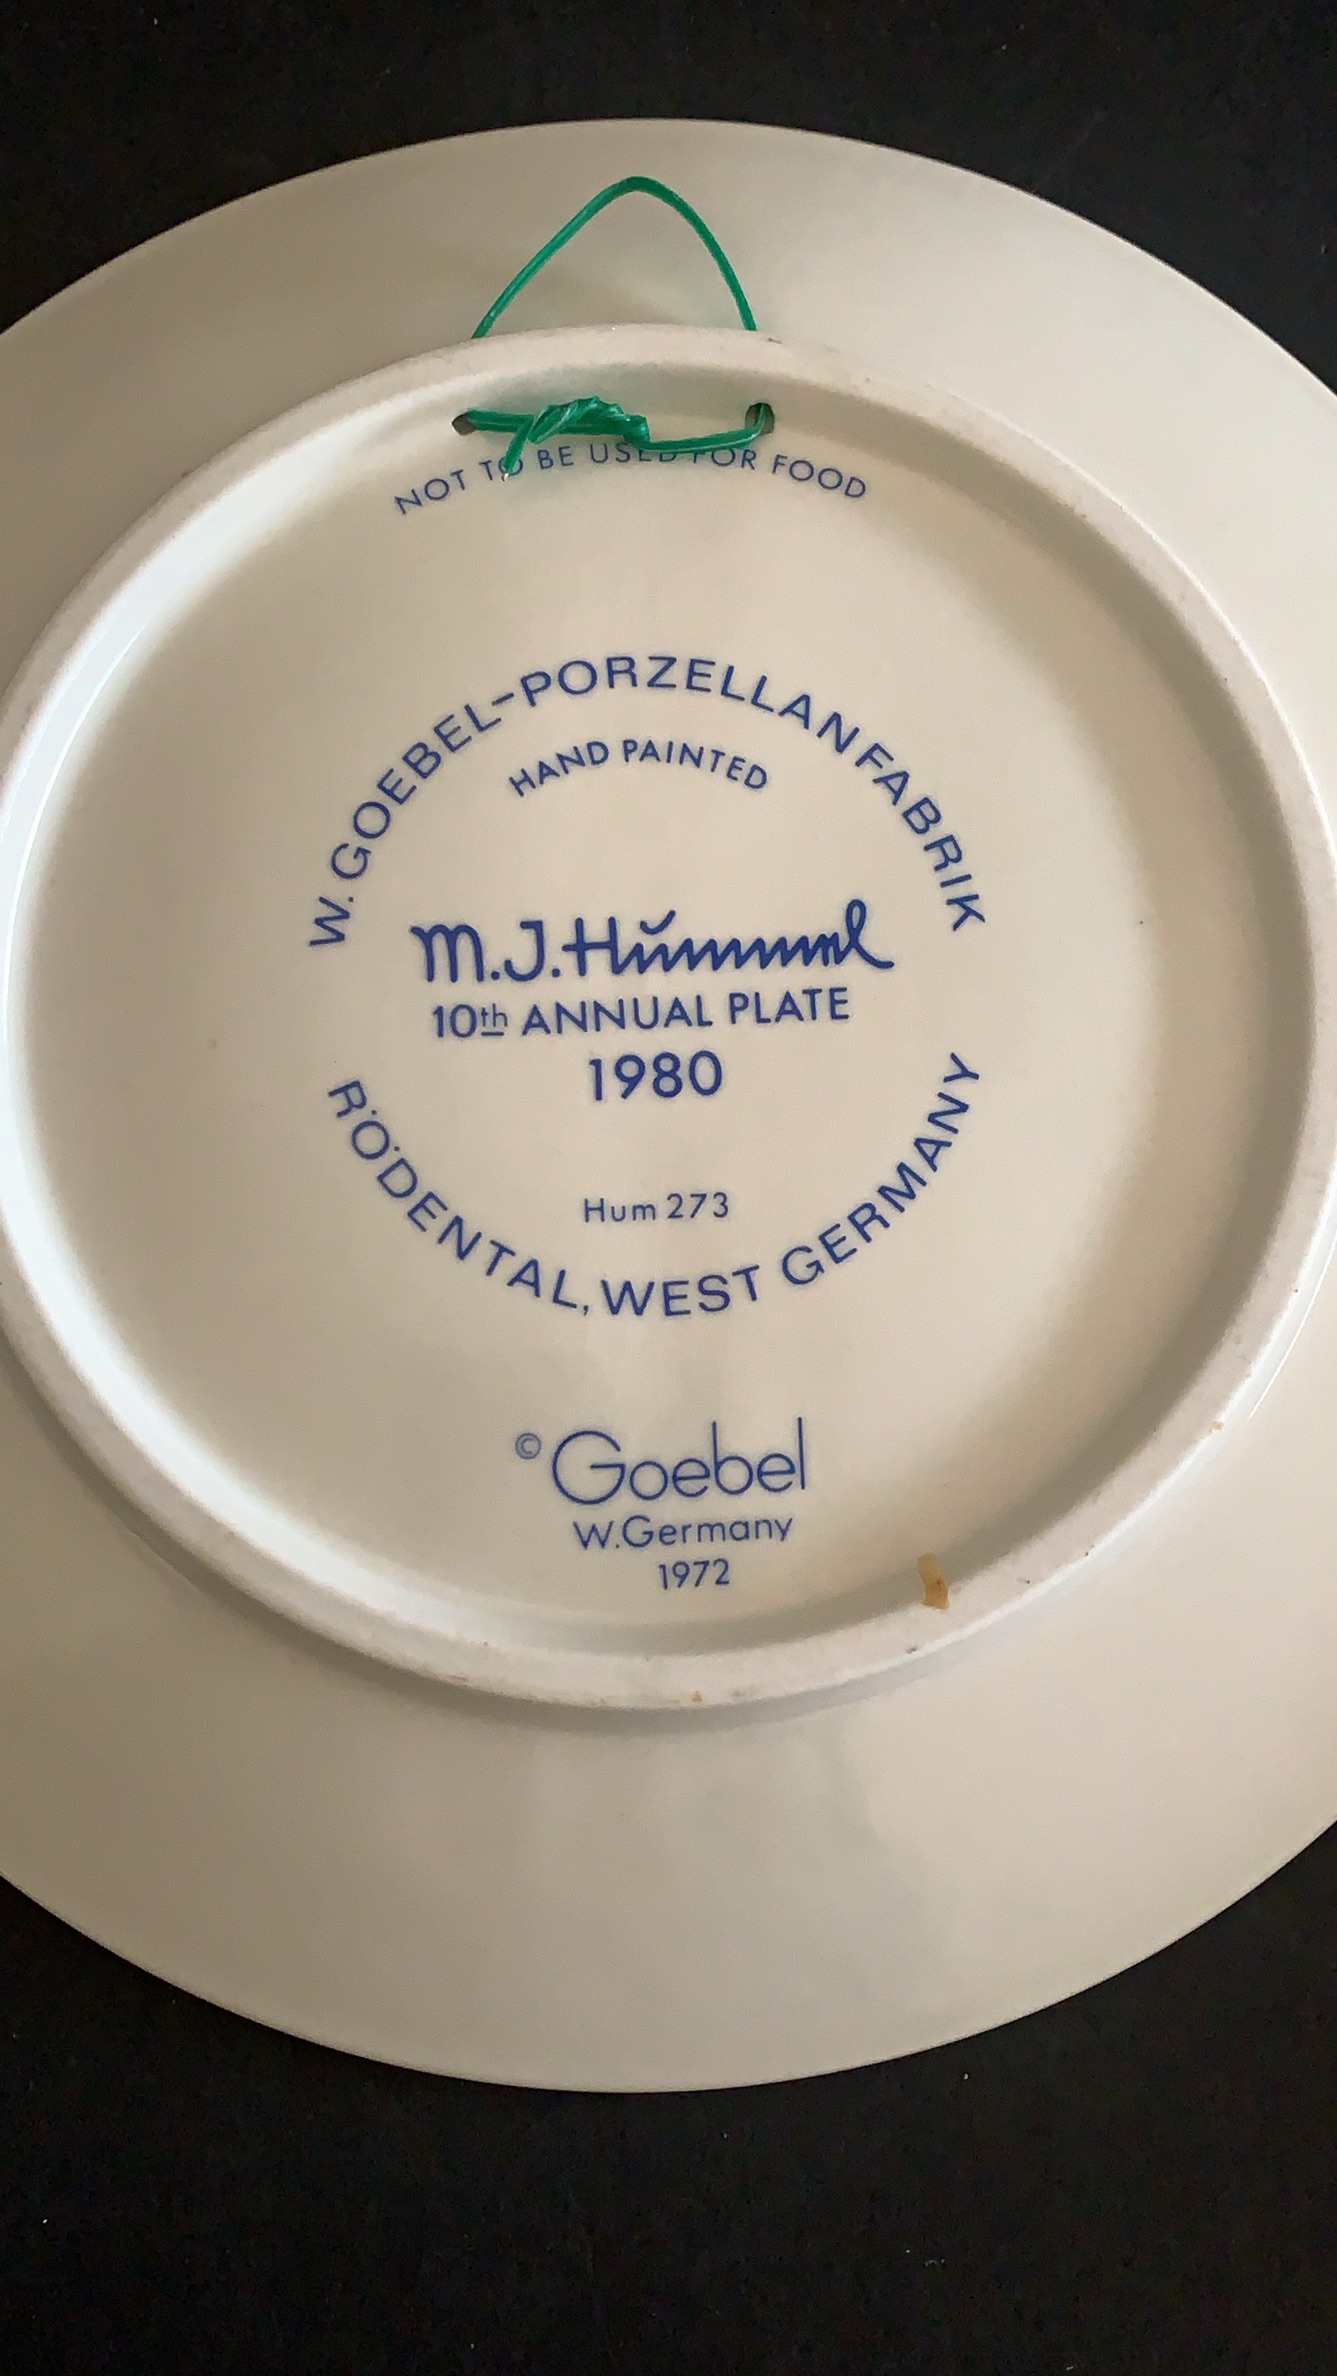 NOT TO BE USED FOR FOOD
W. GOEBEL-PORZELLANFABRIK
HAND PAINTED
M.J. Hummel
10th ANNUAL PLATE
1980
Hum 273
RÖDENTAL, WEST GERMANY
© Goebel
W. Germany
1972